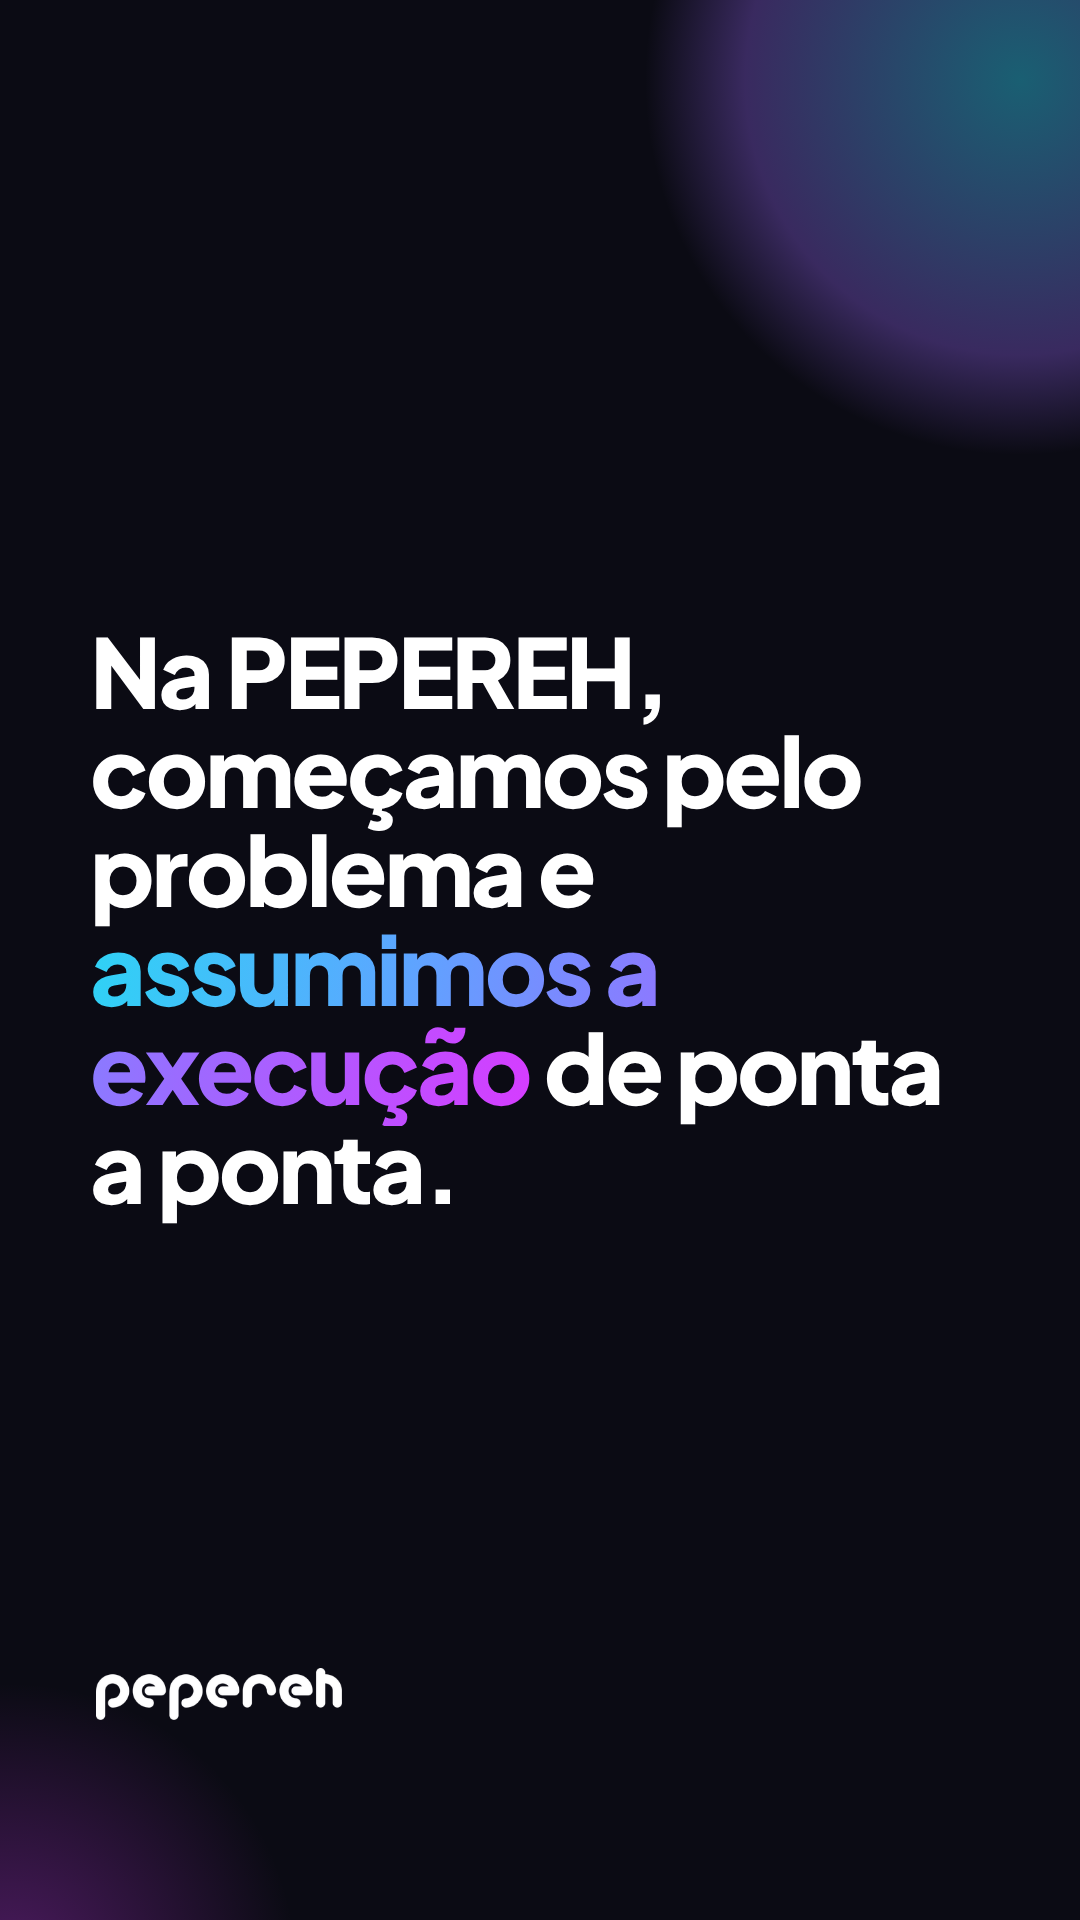 Na PEPEREH,
começamos pelo
problema e
assumimos a
execução de ponta
a ponta.
pepereh